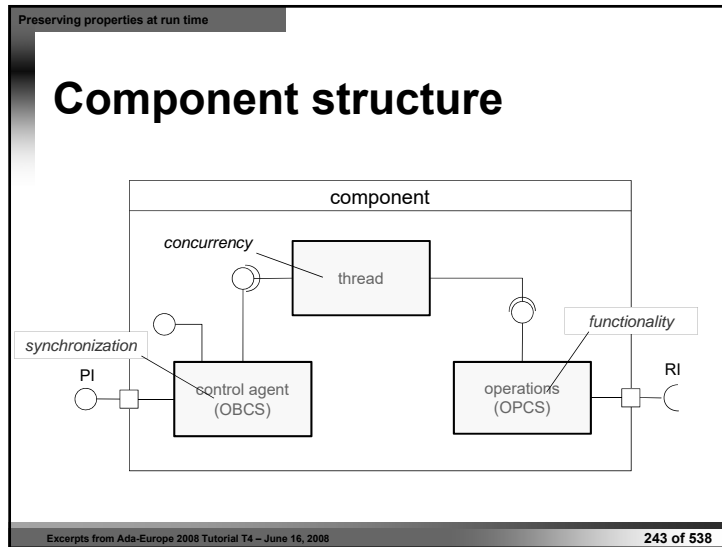 Preserving properties at run time
Component structure
component
concurrency
thread
functionality
synchronization
PI
control agent
(OBCS)
operations
(OPCS)
RI
Excerpts from Ada-Europe 2008 Tutorial T4 – June 16, 2008
243 of 538